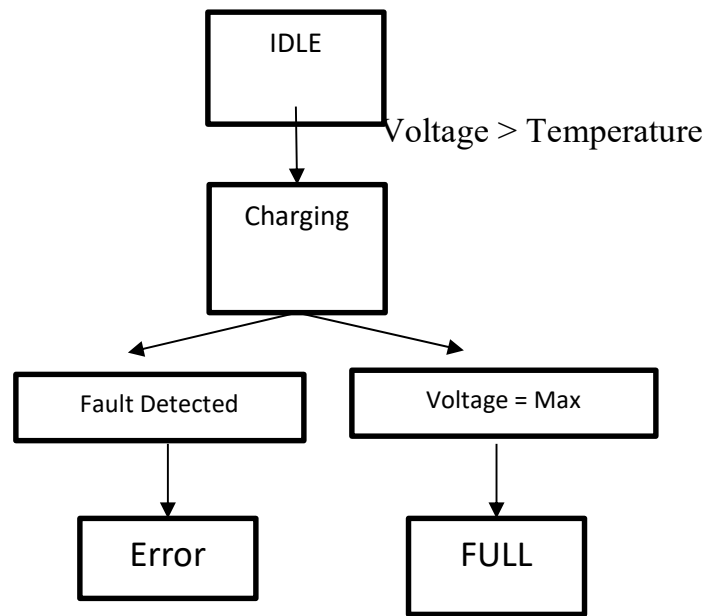 IDLE
Voltage > Temperature
Charging
Fault Detected
Voltage = Max
Error
FULL